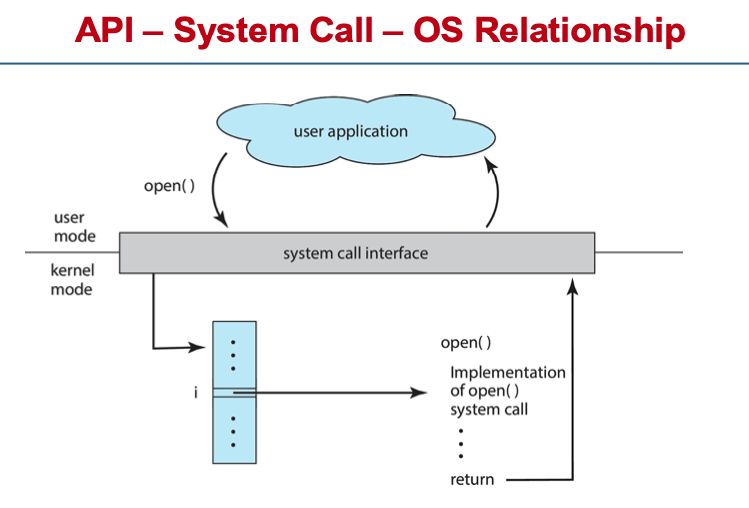 API – System Call – OS Relationship
user application
open( )
user
mode
system call interface
kernel
mode
i
open( )
Implementation
of open( )
system call
return